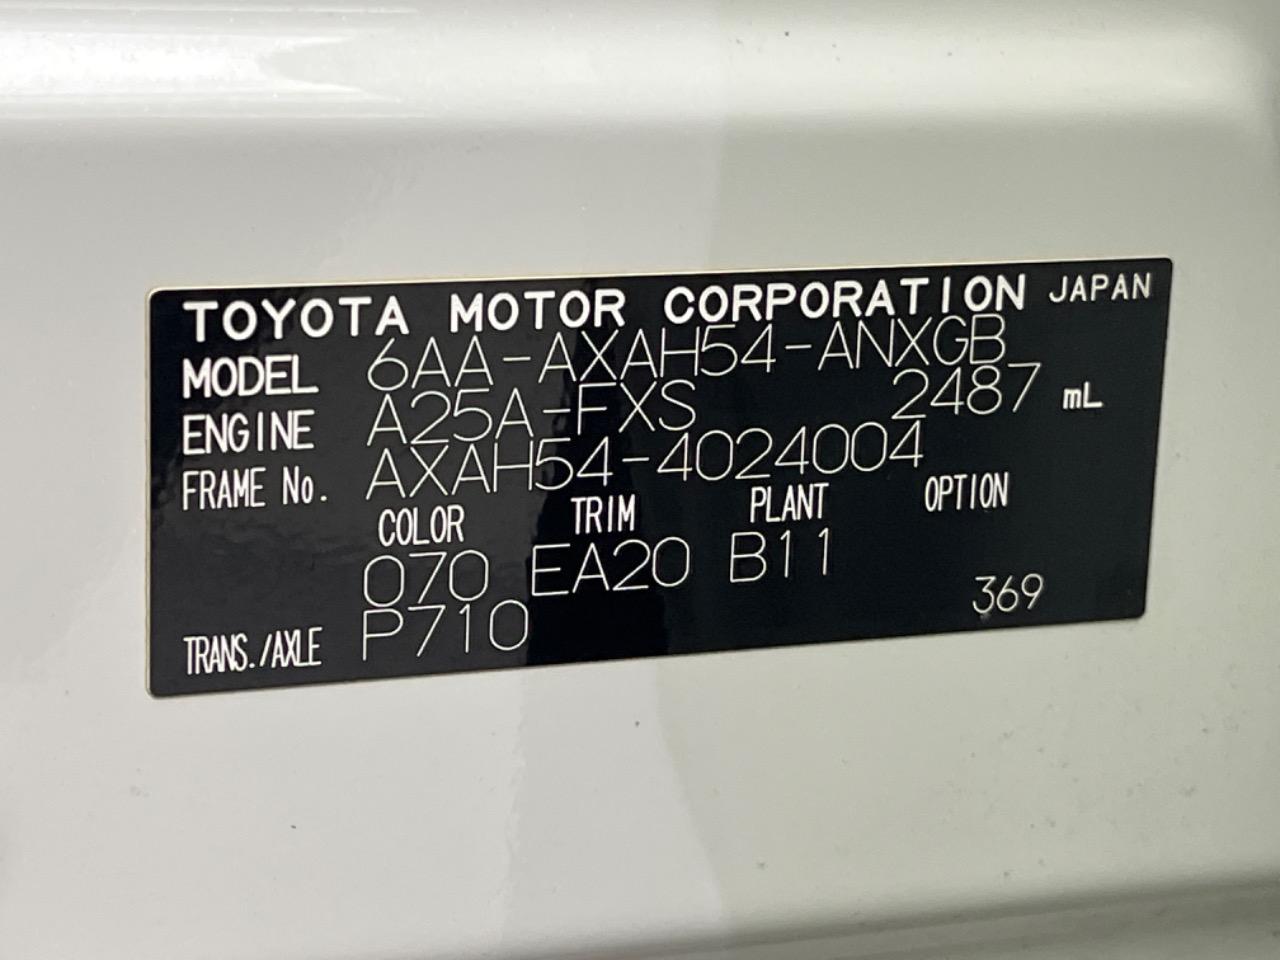 TOYOTA MOTOR CORPORATION JAPAN
MODEL 6AA-AXAH54-ANXGB
ENGINE A25A-FXS 2487 mL
FRAME No. AXAH54-4024004
COLOR TRIM PLANT OPTION
070 EA20 B11
TRANS./AXLE P710 369